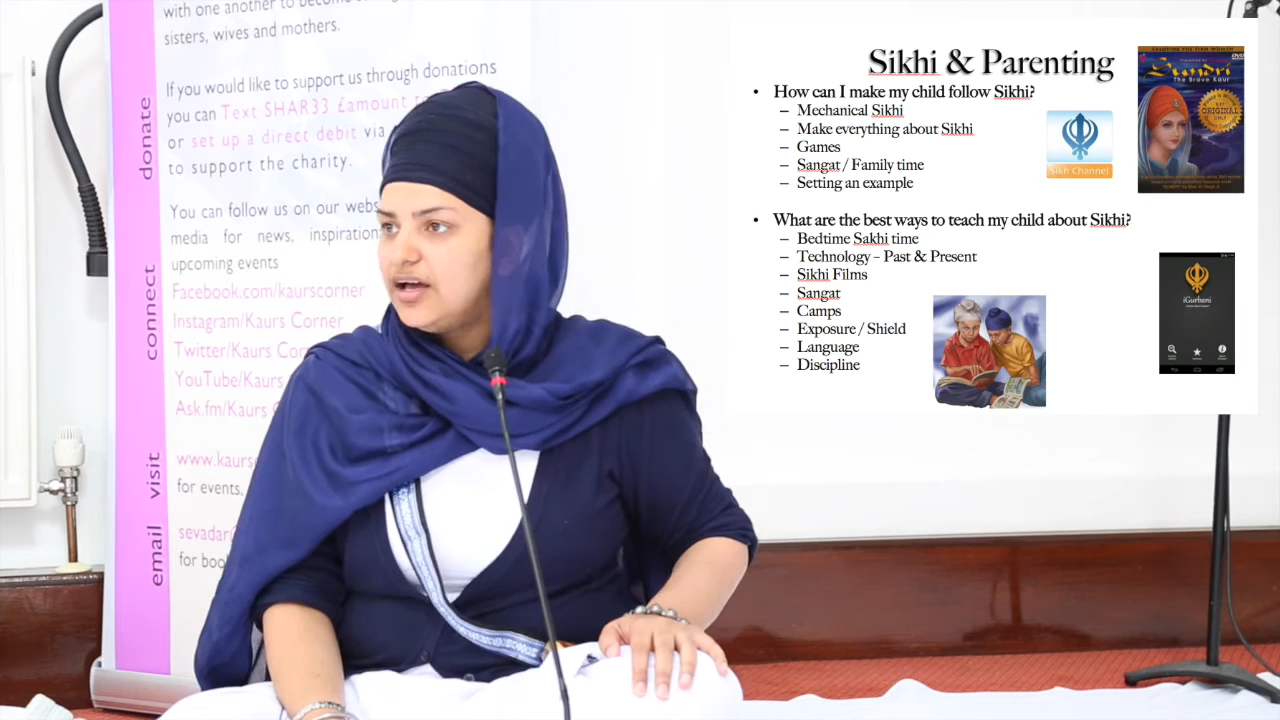 with one another to become
sisters, wives and mothers.
If you would like to support us through donations
you can Text SHAR33 £amount to
or set up a direct debit via
to support the charity.
You can follow us on our
media for news, inspiration
upcoming events
Facebook.com/kaurscorner
Instagram/Kaurs Corner
Twitter/Kaurs
YouTube/Kaurs
Ask.fm/Kaurs
for events,
donate
connect
visit
email
Sikhi & Parenting
• How can I make my child follow Sikhi?
– Mechanical Sikhi
– Make everything about Sikhi
– Games
– Sangat / Family time
– Setting an example
• What are the best ways to teach my child about Sikhi?
– Bedtime Sakhi time
– Technology – Past & Present
– Sikhi Films
– Sangat
– Camps
– Exposure / Shield
– Language
– Discipline
Sikh Channel
Sundri
The Brave Kaur
DVD
ORIGINAL
iGurbani